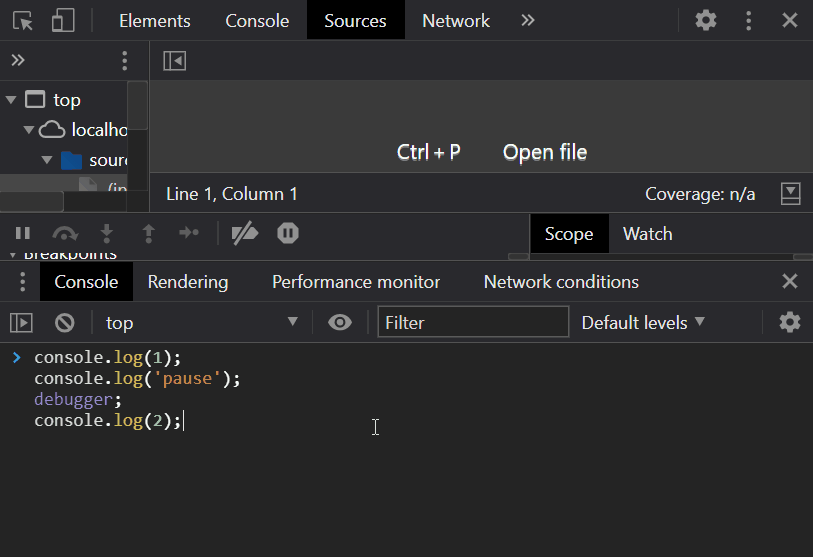 Elements Console Sources Network
top
localho
Ctrl + P Open file
sour
Line 1, Column 1 Coverage: n/a
Scope Watch
Breakpoints
Console Rendering Performance monitor Network conditions
top Filter Default levels
console.log(1);
console.log('pause');
debugger;
console.log(2);